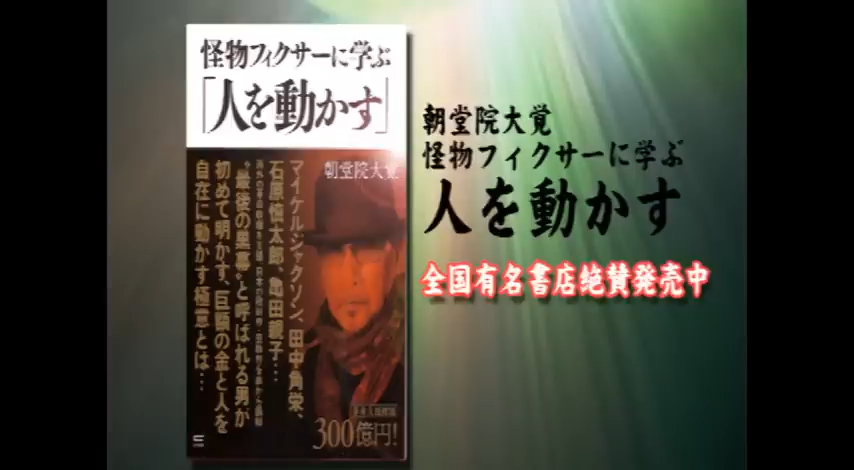 怪物フィクサーに学ぶ
「人を動かす」
朝堂院大覚
マイケルジャクソン、田中角栄、
石原慎太郎、亀田親子…
“最後の黒幕”と呼ばれる男が
初めて明かす、巨額の金と人を
自在に動かす極意とは…
300億円!
朝堂院大覚
怪物フィクサーに学ぶ
人を動かす
全国有名書店絶賛発売中